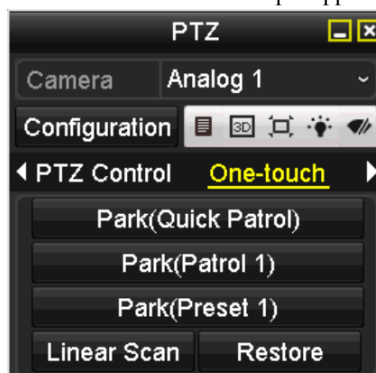 PTZ
Camera Analog 1
Configuration 3D
PTZ Control One-touch
Park(Quick Patrol)
Park(Patrol 1)
Park(Preset 1)
Linear Scan Restore